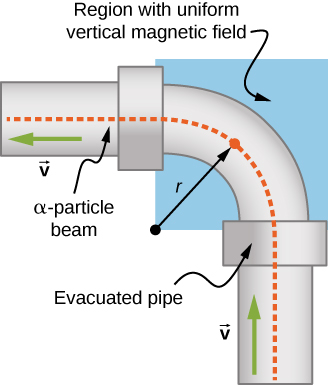 Region with uniform
vertical magnetic field
v⃗
r
α-particle
beam
Evacuated pipe
v⃗